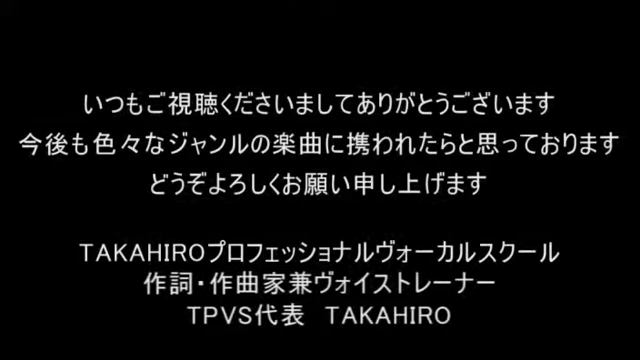 いつもご視聴くださいましてありがとうございます
今後も色々なジャンルの楽曲に携われたらと思っております
どうぞよろしくお願い申し上げます
TAKAHIROプロフェッショナルヴォーカルスクール
作詞・作曲家兼ヴォイストレーナー
TPVS代表　TAKAHIRO